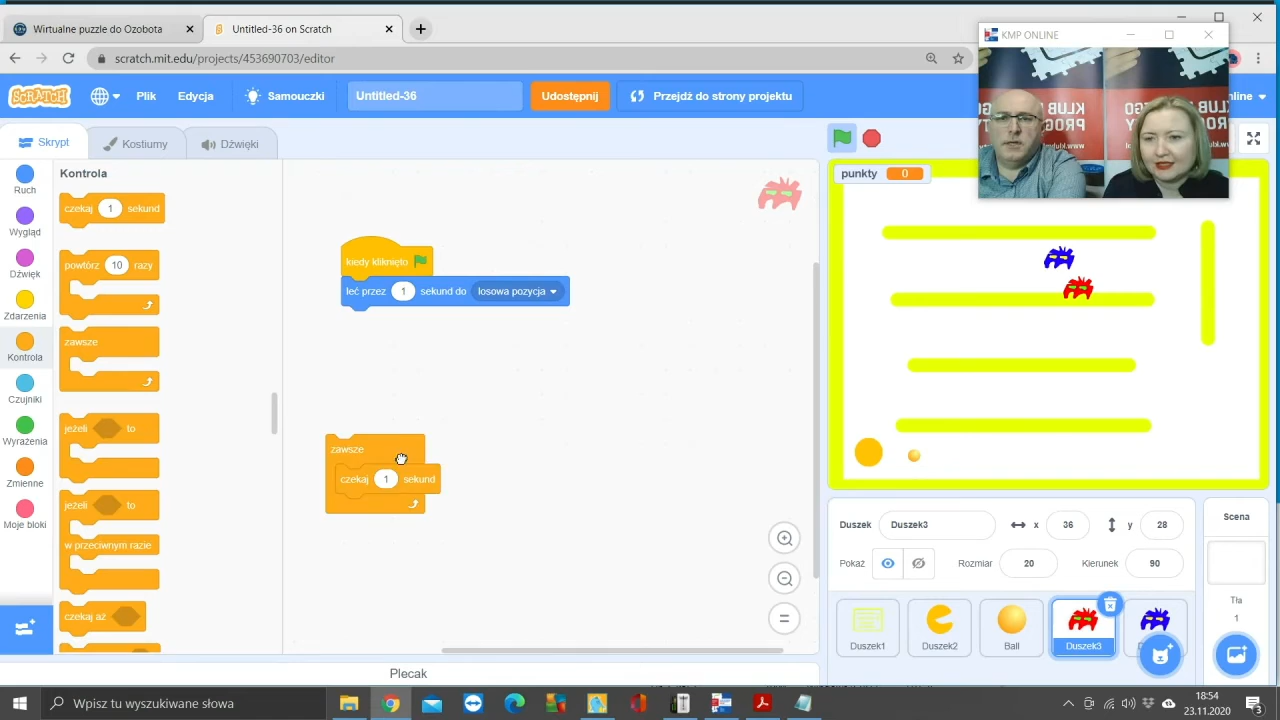 Wirtualne puzzle do Ozobota
Untitled-36 on Scratch
scratch.mit.edu/projects/453690703/editor
KMP ONLINE
SCRATCH
Plik
Edycja
Samouczki
Untitled-36
Udostępnij
Przejdź do strony projektu
nline
Skrypt
Kostiumy
Dźwięki
Ruch
Wygląd
Dźwięk
Zdarzenia
Kontrola
Czujniki
Wyrażenia
Zmienne
Moje bloki
Kontrola
czekaj 1 sekund
powtórz 10 razy
zawsze
jeżeli to
jeżeli to
w przeciwnym razie
czekaj aż
kiedy kliknięto
leć przez 1 sekund do losowa pozycja
zawsze
czekaj 1 sekund
punkty 0
Duszek Duszek3 x 36 y 28
Pokaż Rozmiar 20 Kierunek 90
Duszek1
Duszek2
Ball
Duszek3
Scena
Tła
1
Plecak
Wpisz tu wyszukiwane słowa
18:54
23.11.2020
3